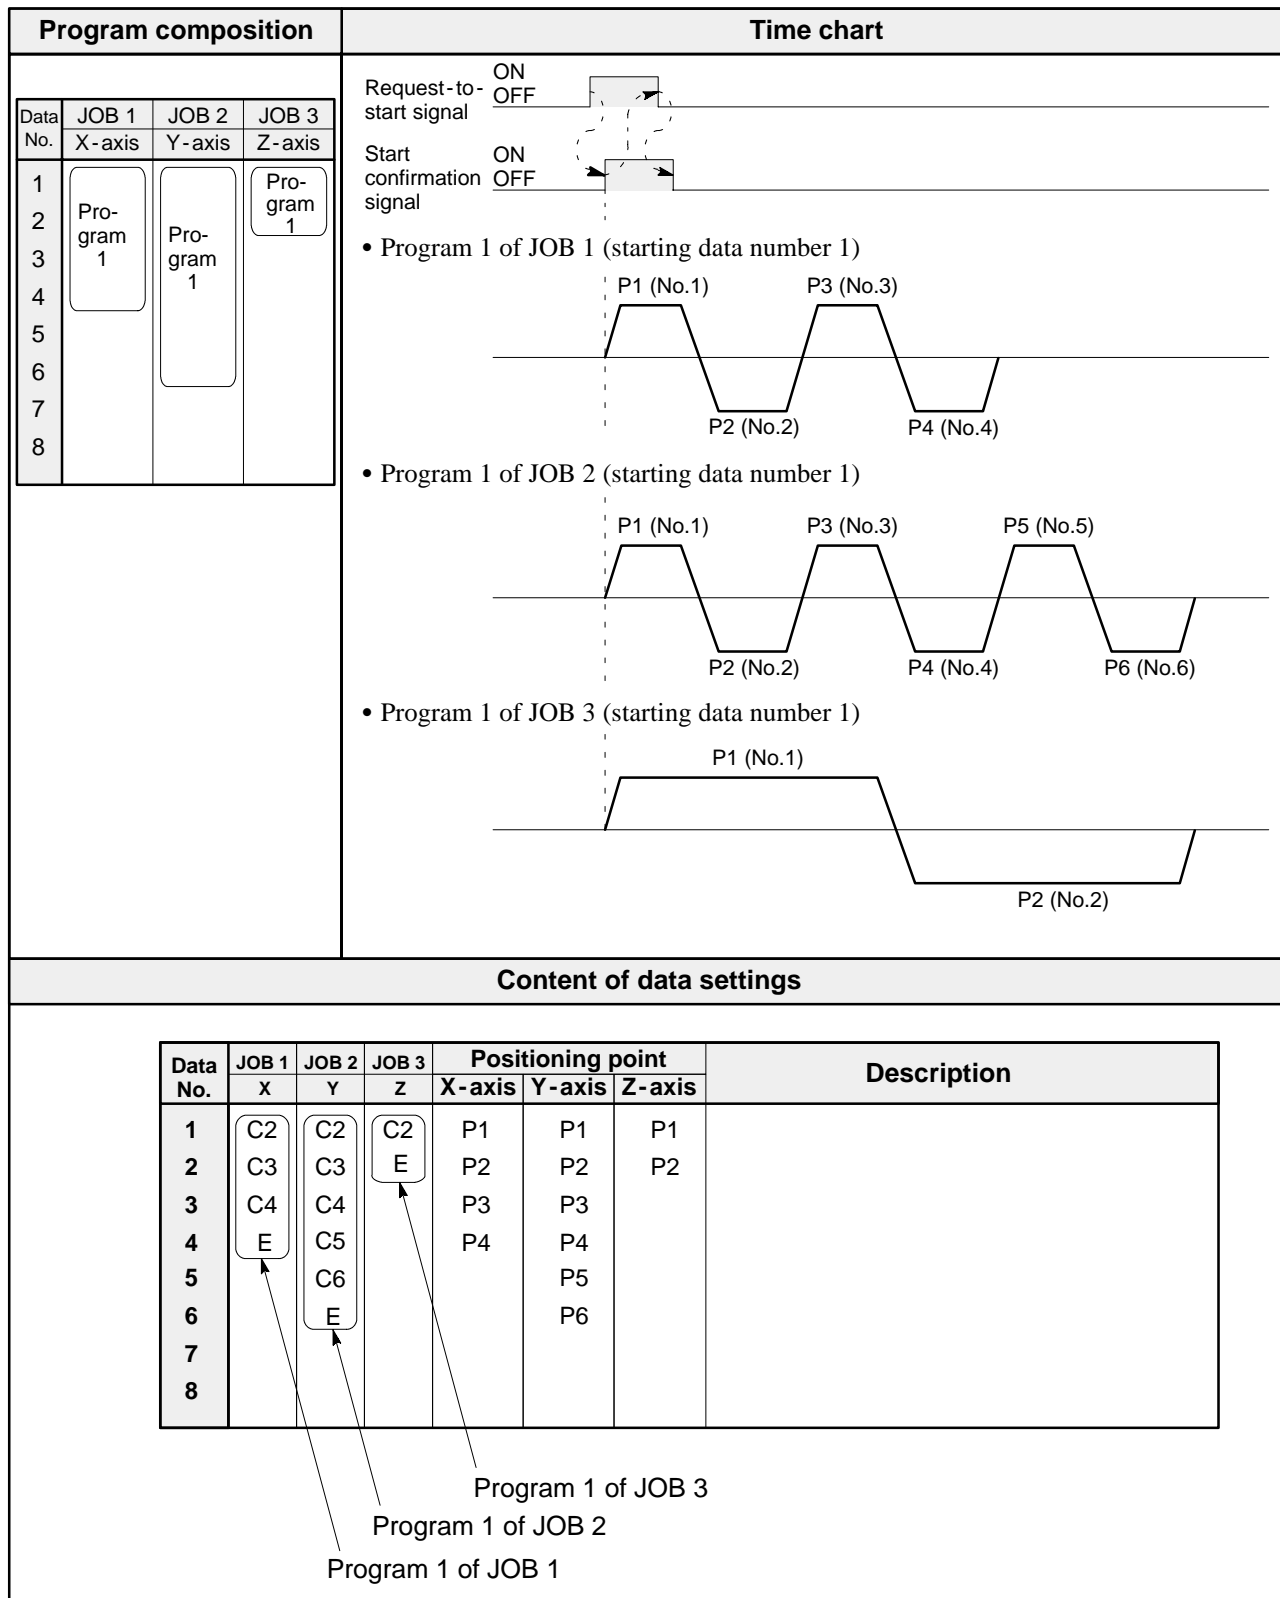 Program composition
Time chart
Data No.
JOB 1
JOB 2
JOB 3
X-axis
Y-axis
Z-axis
1
2
3
4
5
6
7
8
Pro-
gram
1
Pro-
gram
1
Pro-
gram
1
Request-to-
start signal
ON
OFF
Start
confirmation
signal
ON
OFF
• Program 1 of JOB 1 (starting data number 1)
P1 (No.1)
P3 (No.3)
P2 (No.2)
P4 (No.4)
• Program 1 of JOB 2 (starting data number 1)
P1 (No.1)
P3 (No.3)
P5 (No.5)
P2 (No.2)
P4 (No.4)
P6 (No.6)
• Program 1 of JOB 3 (starting data number 1)
P1 (No.1)
P2 (No.2)
Content of data settings
Data No.
JOB 1
JOB 2
JOB 3
Positioning point
Description
X
Y
Z
X-axis
Y-axis
Z-axis
1 C2 C2 C2 P1 P1 P1
2 C3 C3 E P2 P2 P2
3 C4 C4 P3 P3
4 E C5 P4 P4
5 C6 P5
6 E P6
7
8
Program 1 of JOB 3
Program 1 of JOB 2
Program 1 of JOB 1